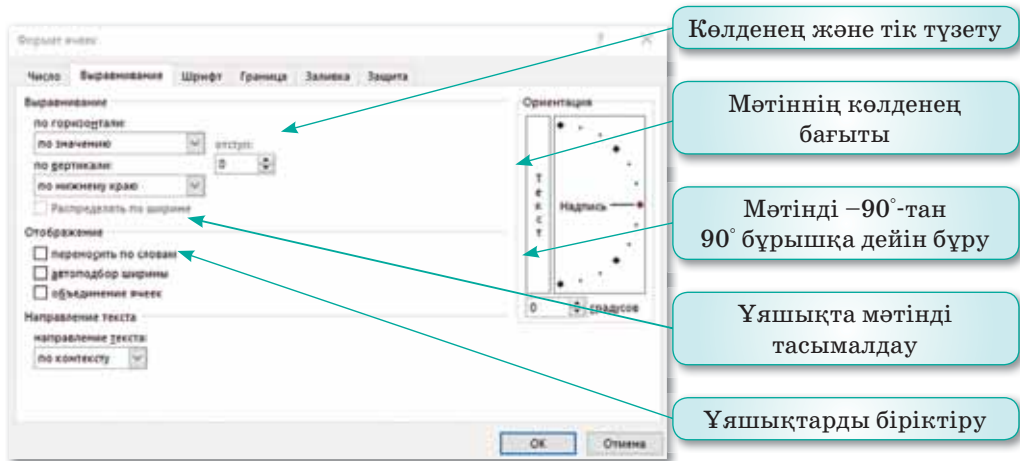 Формат ячеек
Число Выравнивание Шрифт Граница Заливка Защита
Выравнивание
по горизонтали:
по значению
отступ:
по вертикали:
0
по нижнему краю
Распределять по ширине
Отображение
переносить по словам
автоподбор ширины
объединение ячеек
Направление текста
направление текста:
по контексту
Ориентация
Текст
Надпись
0 градусов
ОК Отмена
Көлденең және тік түзету
Мәтіннің көлденең
бағыты
Мәтінді –90°-тан
90° бұрышқа дейін бұру
Ұяшықта мәтінді
тасымалдау
Ұяшықтарды біріктіру